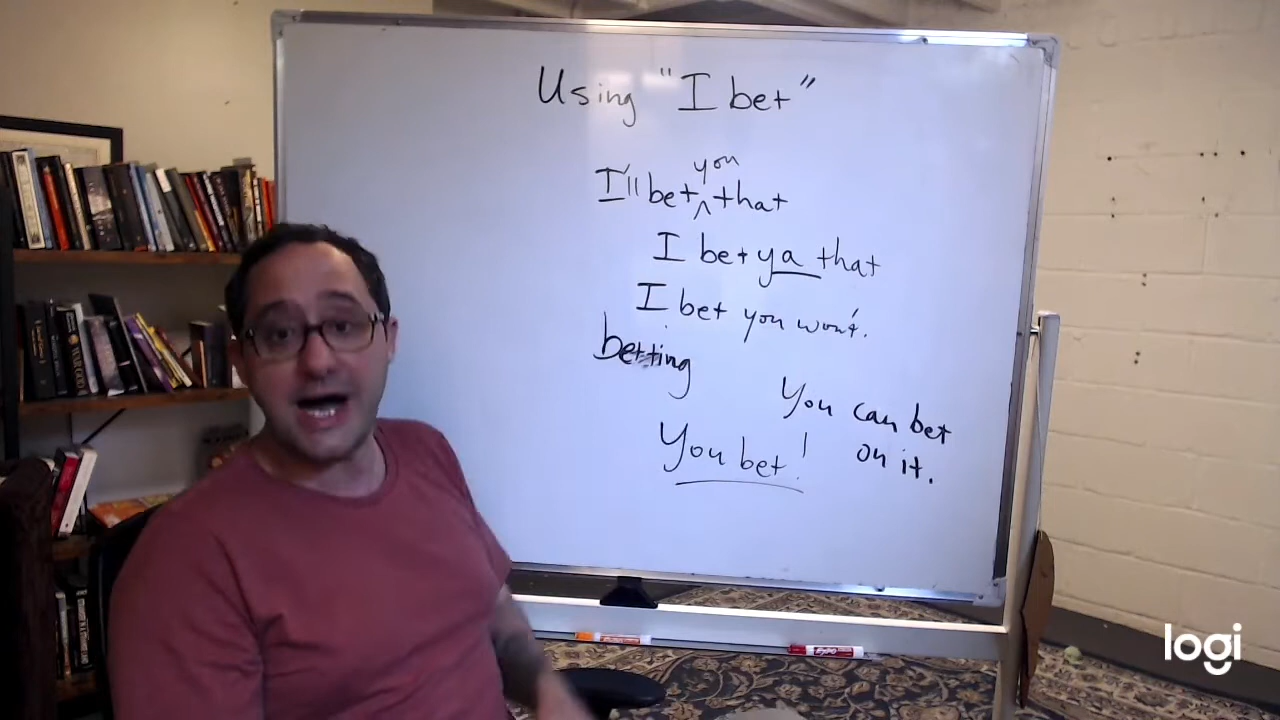 Using "I bet"
you
I'll bet ^ that
I bet ya that
I bet you won't.
betting
You can bet
on it.
You bet!
EXPO
logi